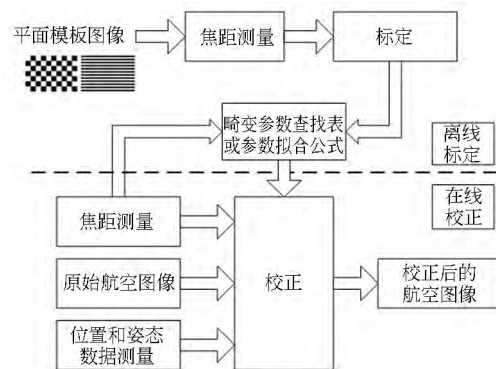 平面模板图像
焦距测量
标定
畸变参数查找表
或参数拟合公式
离线
标定
在线
校正
焦距测量
原始航空图像
校正
校正后的
航空图像
位置和姿态
数据测量